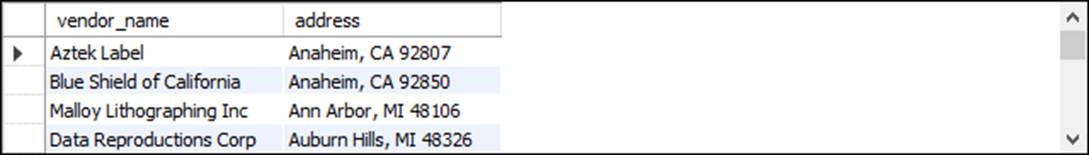 vendor_name address
Aztek Label Anaheim, CA 92807
Blue Shield of California Anaheim, CA 92850
Malloy Lithographing Inc Ann Arbor, MI 48106
Data Reproductions Corp Auburn Hills, MI 48326